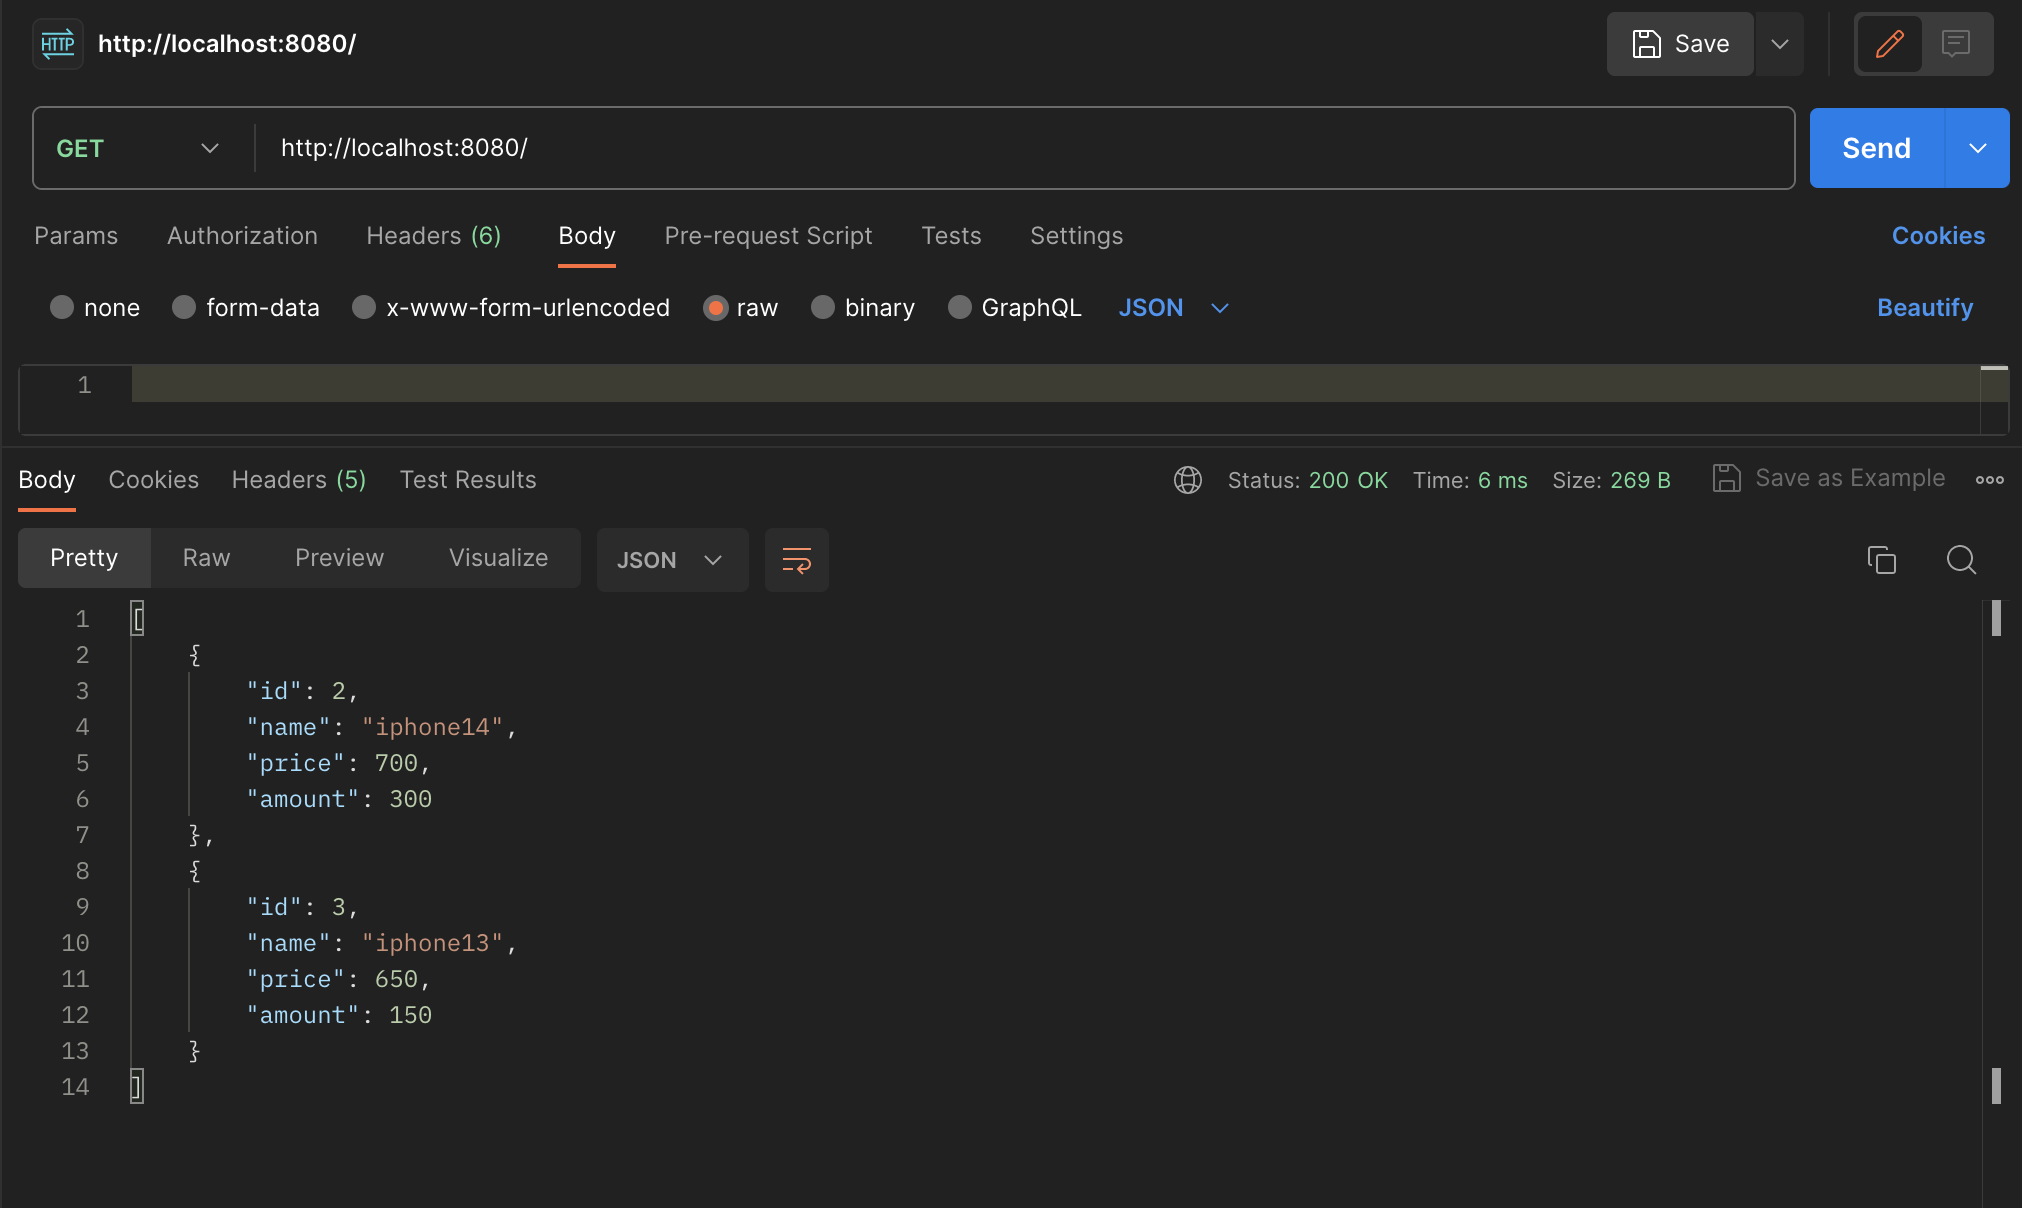 HTTP http://localhost:8080/ Save
GET http://localhost:8080/ Send
Params Authorization Headers (6) Body Pre-request Script Tests Settings Cookies
none form-data x-www-form-urlencoded raw binary GraphQL JSON Beautify
1
Body Cookies Headers (5) Test Results Status: 200 OK Time: 6 ms Size: 269 B Save as Example
Pretty Raw Preview Visualize JSON
1 [
2 {
3 "id": 2,
4 "name": "iphone14",
5 "price": 700,
6 "amount": 300
7 },
8 {
9 "id": 3,
10 "name": "iphone13",
11 "price": 650,
12 "amount": 150
13 }
14 ]